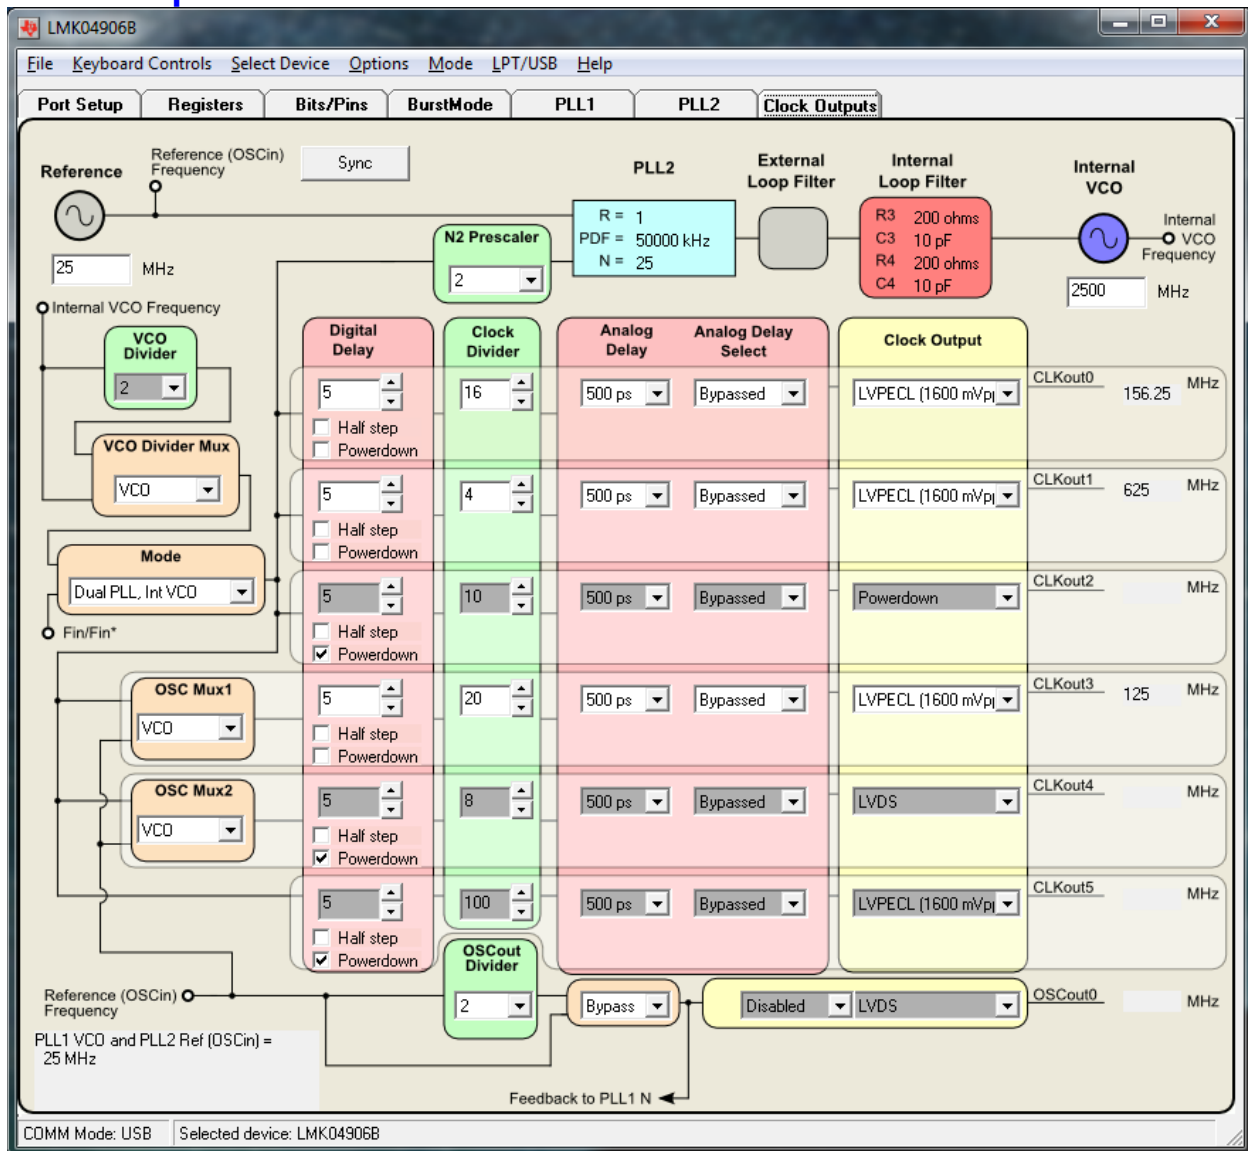 LMK04906B
File Keyboard Controls Select Device Options Mode LPT/USB Help
Port Setup Registers Bits/Pins BurstMode PLL1 PLL2 Clock Outputs
Reference
Reference (OSCin)
Frequency
Sync
25 MHz
N2 Prescaler
2
PLL2
R = 1
PDF = 50000 kHz
N = 25
External
Loop Filter
Internal
Loop Filter
R3 200 ohms
C3 10 pF
R4 200 ohms
C4 10 pF
Internal
VCO
Internal
VCO
Frequency
2500 MHz
Internal VCO Frequency
VCO
Divider
2
VCO Divider Mux
VCO
Mode
Dual PLL, Int VCO
Fin/Fin*
OSC Mux1
VCO
OSC Mux2
VCO
Digital
Delay
Clock
Divider
Analog
Delay
Analog Delay
Select
Clock Output
5 16 500 ps Bypassed LVPECL (1600 mVp CLKout0 156.25 MHz
Half step
Powerdown
5 4 500 ps Bypassed LVPECL (1600 mVp CLKout1 625 MHz
Half step
Powerdown
5 10 500 ps Bypassed Powerdown CLKout2 MHz
Half step
Powerdown
5 20 500 ps Bypassed LVPECL (1600 mVp CLKout3 125 MHz
Half step
Powerdown
5 8 500 ps Bypassed LVDS CLKout4 MHz
Half step
Powerdown
5 100 500 ps Bypassed LVPECL (1600 mVp CLKout5 MHz
Half step
Powerdown
OSCout
Divider
2
Bypass
Disabled LVDS OSCout0 MHz
Reference (OSCin)
Frequency
PLL1 VCO and PLL2 Ref (OSCin) =
25 MHz
Feedback to PLL1 N
COMM Mode: USB Selected device: LMK04906B